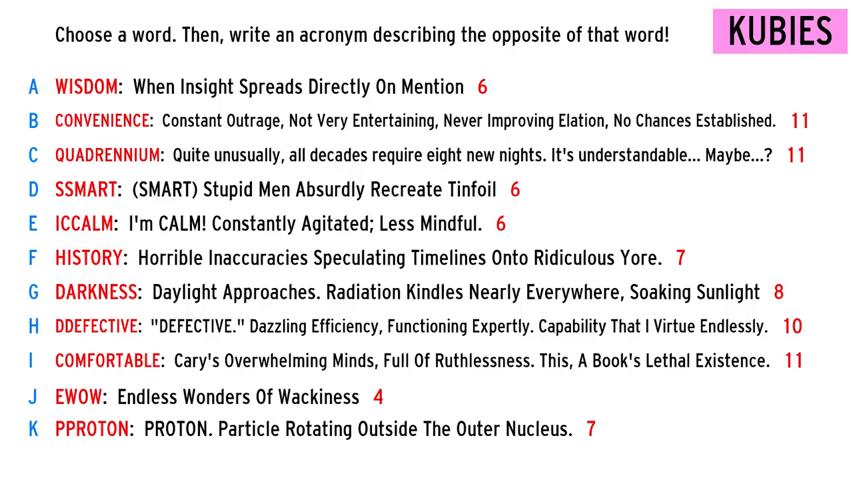 Choose a word. Then, write an acronym describing the opposite of that word!
KUBIES
A WISDOM: When Insight Spreads Directly On Mention 6
B CONVENIENCE: Constant Outrage, Not Very Entertaining, Never Improving Elation, No Chances Established. 11
C QUADRENNIUM: Quite unusually, all decades require eight new nights. It's understandable... Maybe...? 11
D SSMART: (SMART) Stupid Men Absurdly Recreate Tinfoil 6
E ICCALM: I'm CALM! Constantly Agitated; Less Mindful. 6
F HISTORY: Horrible Inaccuracies Speculating Timelines Onto Ridiculous Yore. 7
G DARKNESS: Daylight Approaches. Radiation Kindles Nearly Everywhere, Soaking Sunlight 8
H DDEFECTIVE: "DEFECTIVE." Dazzling Efficiency, Functioning Expertly. Capability That I Virtue Endlessly. 10
I COMFORTABLE: Cary's Overwhelming Minds, Full Of Ruthlessness. This, A Book's Lethal Existence. 11
J EWOW: Endless Wonders Of Wackiness 4
K PPROTON: PROTON. Particle Rotating Outside The Outer Nucleus. 7